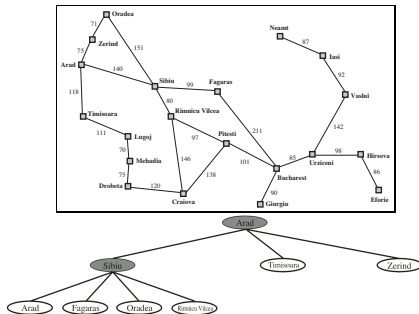 Oradea
71
Neamt
Zerind
87
151
75
Iasi
Arad
140
92
Sibiu
99
Fagaras
118
Vaslui
80
Rimnicu Vilcea
Timisoara
142
111
211
Lugoj
97
Pitesti
70
98
Hirsova
85
Mehadia
146
101
Urziceni
75
138
86
Bucharest
Drobeta
120
90
Craiova
Eforie
Giurgiu
Arad
Sibiu
Timisoara
Zerind
Arad
Fagaras
Oradea
Rimnicu Vilcea